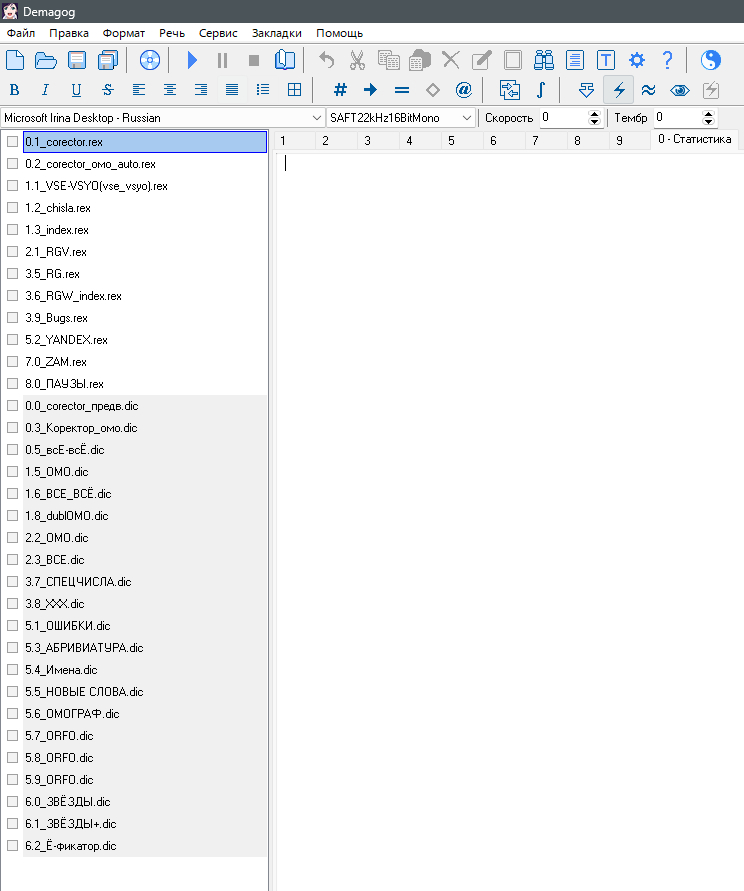 Demagog
Файл Правка Формат Речь Сервис Закладки Помощь
B I U S
# @ ∫ ≈
Microsoft Irina Desktop - Russian SAFT22kHz16BitMono Скорость 0 Тембр 0
0.1_corector.rex 1 2 3 4 5 6 7 8 9 0 - Статистика
0.2_corector_омо_auto.rex
1.1_VSE-VSYO(vse_vsyo).rex
1.2_chisla.rex
1.3_index.rex
2.1_RGV.rex
3.5_RG.rex
3.6_RGW_index.rex
3.9_Bugs.rex
5.2_YANDEX.rex
7.0_ZAM.rex
8.0_ПАУЗЫ.rex
0.0_corector_предв.dic
0.3_Коректор_омо.dic
0.5_всЕ-всЁ.dic
1.5_ОМО.dic
1.6_ВСЕ_ВСЁ.dic
1.8_dublОМО.dic
2.2_ОМО.dic
2.3_ВСЕ.dic
3.7_СПЕЦЧИСЛА.dic
3.8_XXX.dic
5.1_ОШИБКИ.dic
5.3_АБРИВИАТУРА.dic
5.4_Имена.dic
5.5_НОВЫЕ СЛОВА.dic
5.6_ОМОГРАФ.dic
5.7_ORFO.dic
5.8_ORFO.dic
5.9_ORFO.dic
6.0_ЗВЁЗДЫ.dic
6.1_ЗВЁЗДЫ+.dic
6.2_Ё-фикатор.dic